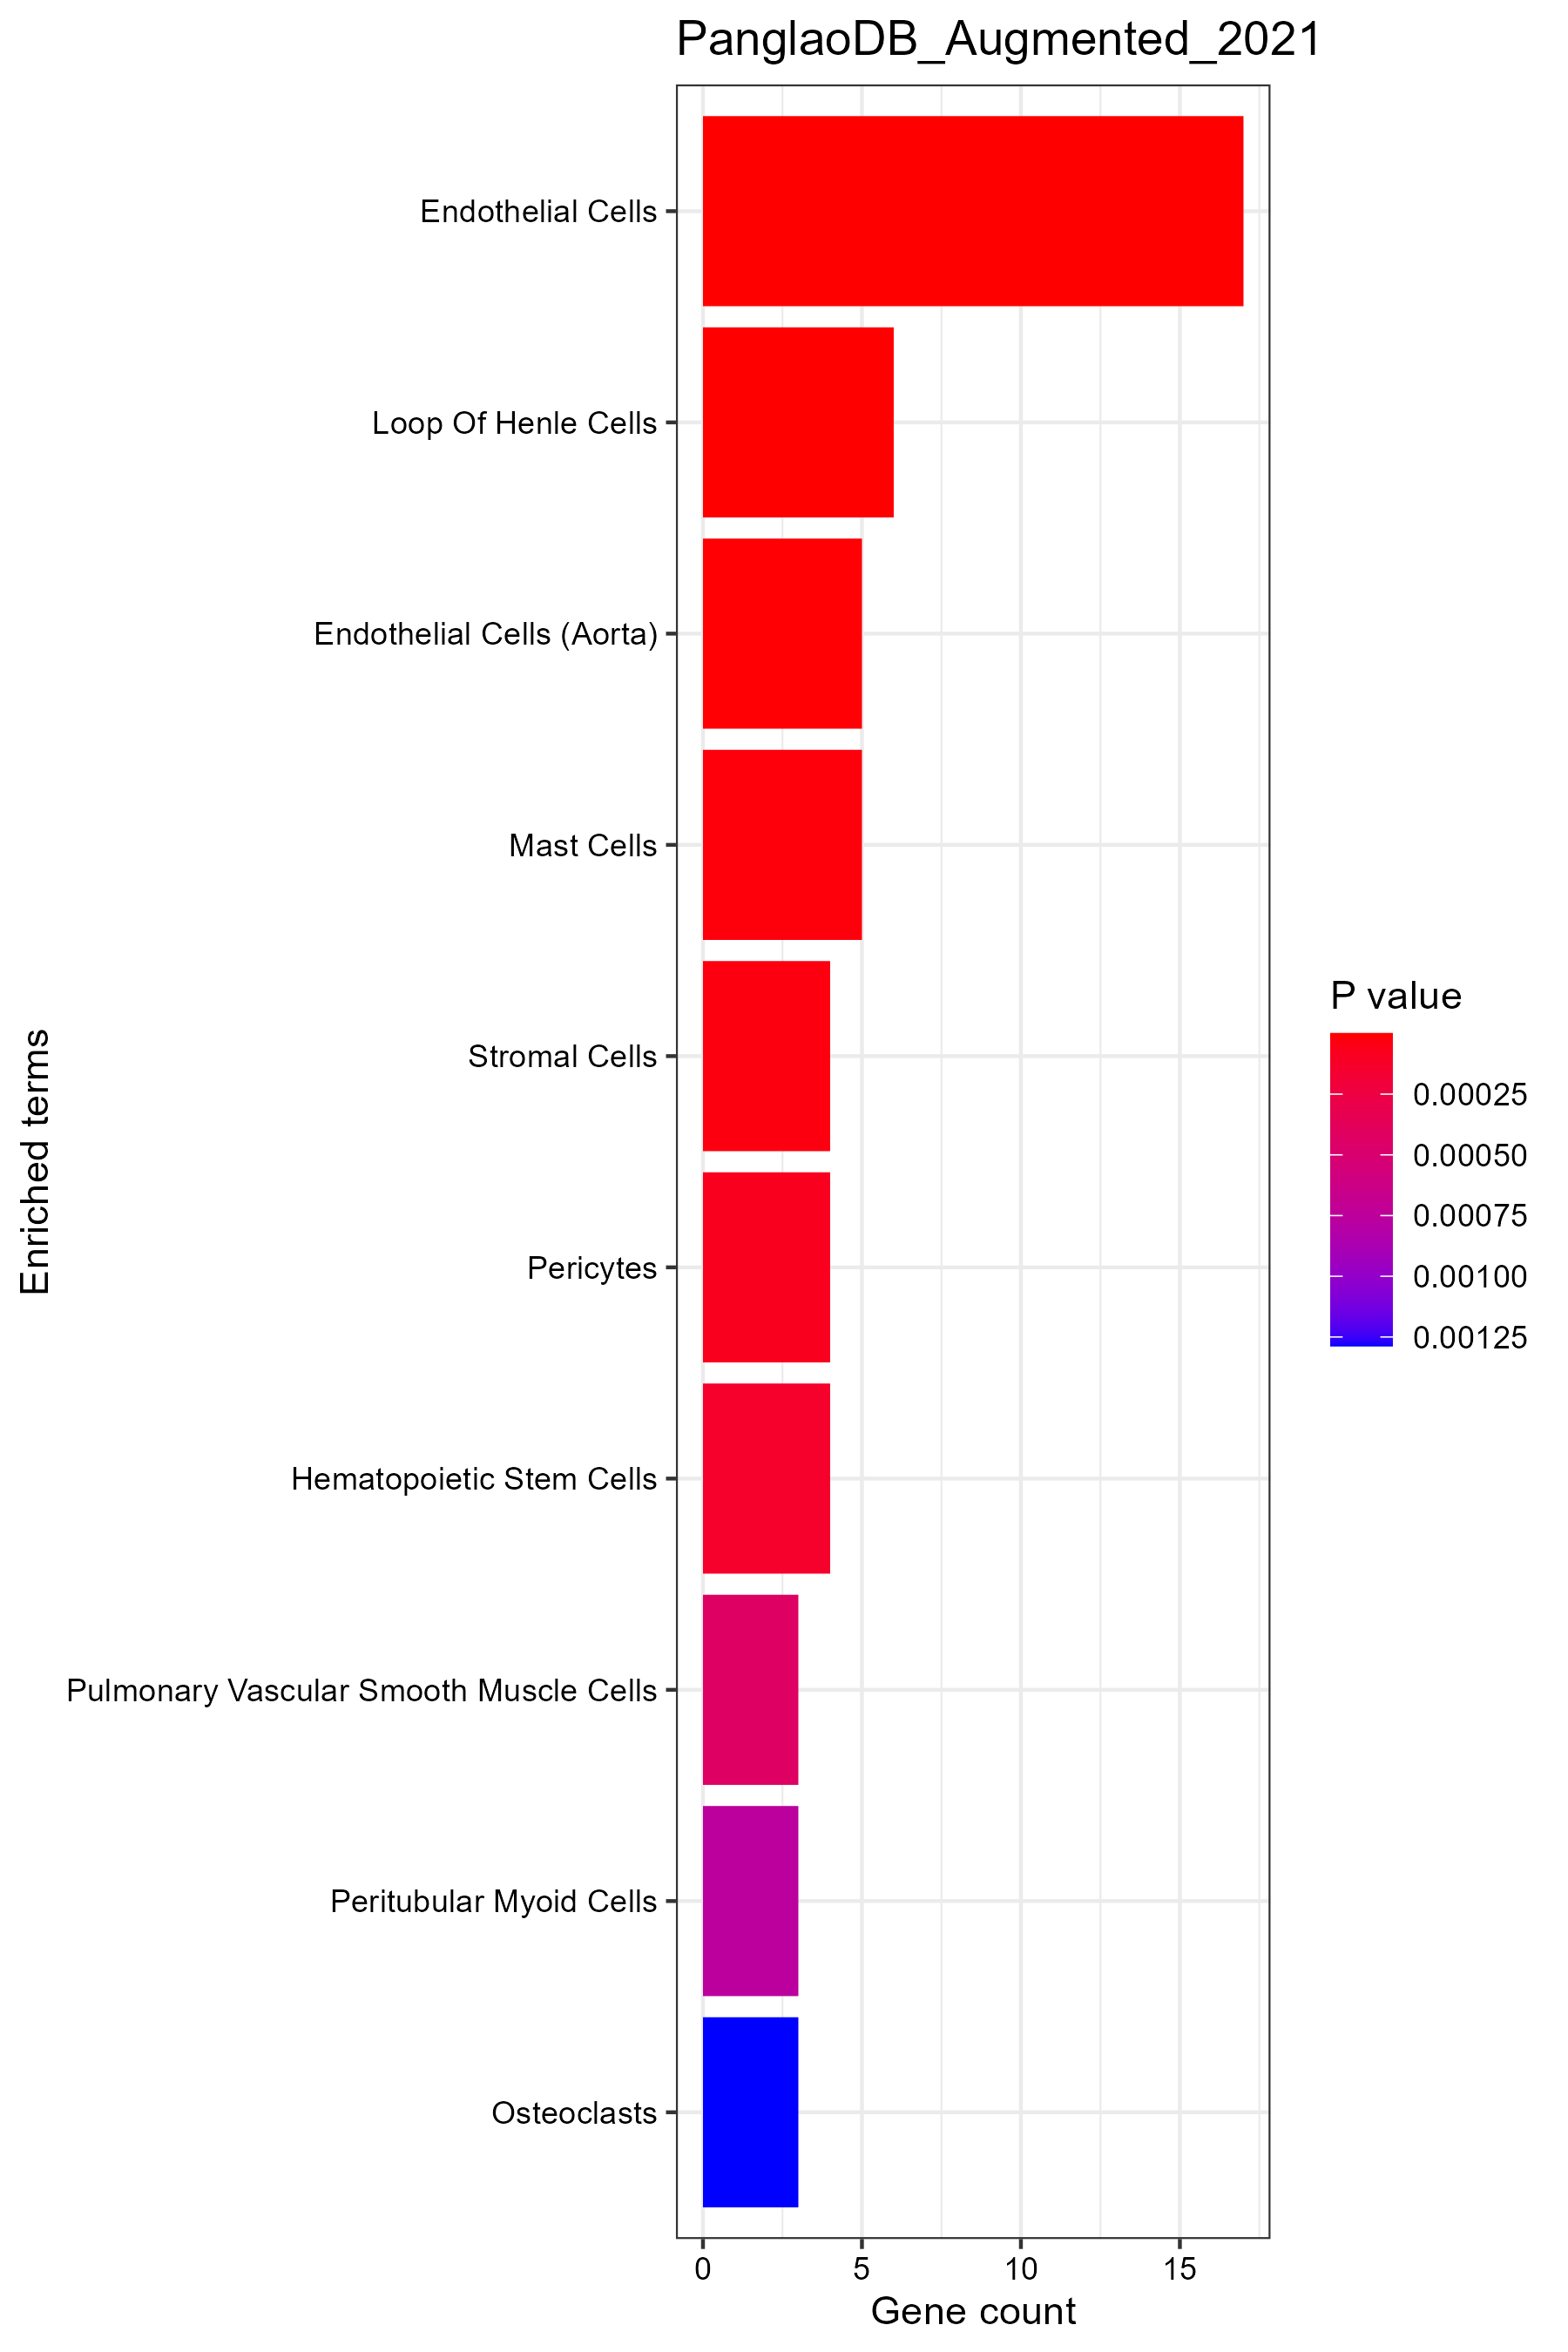 PanglaoDB_Augmented_2021
Enriched terms
Endothelial Cells
Loop Of Henle Cells
Endothelial Cells (Aorta)
Mast Cells
Stromal Cells
Pericytes
Hematopoietic Stem Cells
Pulmonary Vascular Smooth Muscle Cells
Peritubular Myoid Cells
Osteoclasts
0 5 10 15
Gene count
P value
0.00025
0.00050
0.00075
0.00100
0.00125